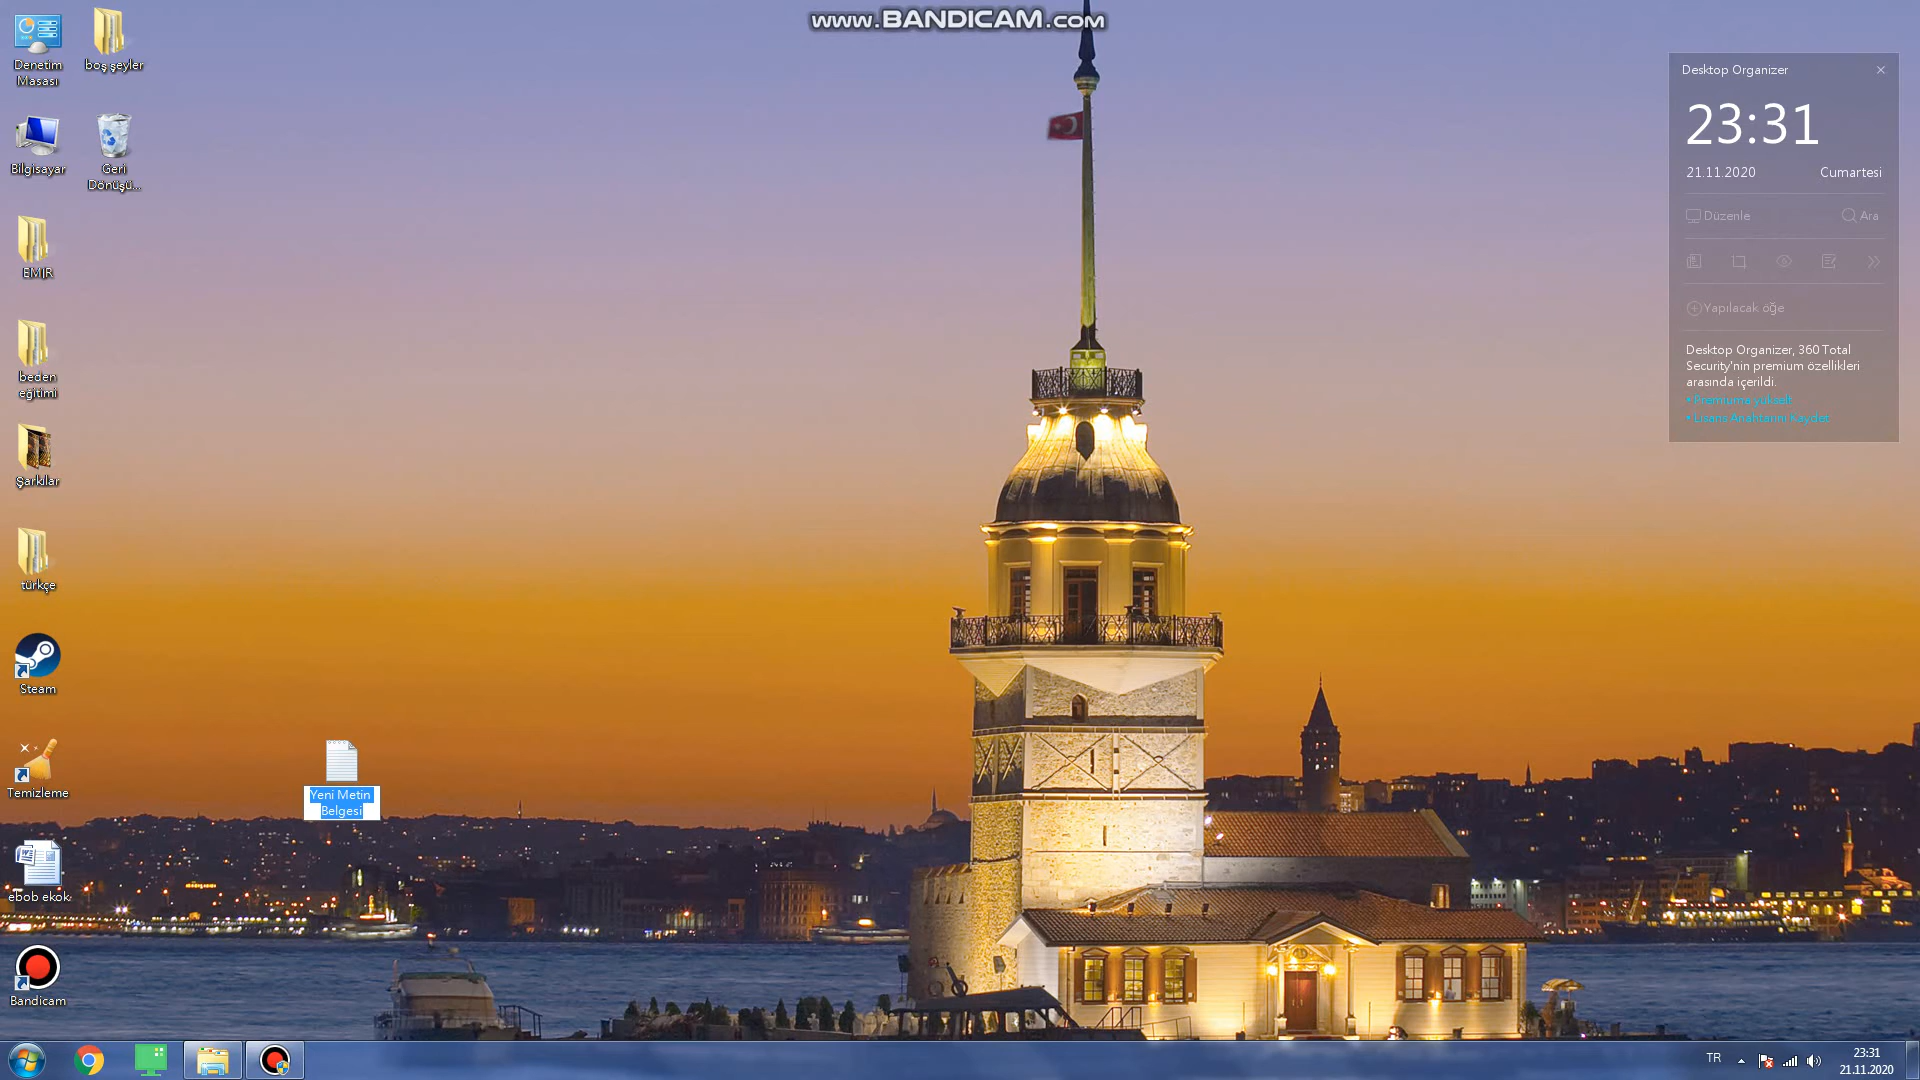 www.BANDICAM.com
Denetim
Masası
boş şeyler
Bilgisayar
Geri
Dönüşü...
EMİR
beden
eğitimi
Şarkılar
türkçe
Steam
Temizleme
Yeni Metin
Belgesi
ebob ekok
Bandicam
Desktop Organizer
23:31
21.11.2020 Cumartesi
Düzenle Ara
Yapılacak öğe
Desktop Organizer, 360 Total
Security'nin premium özellikleri
arasında içerildi.
• Premiuma yükselt
• Lisans Anahtarını Kaydet
TR
23:31
21.11.2020